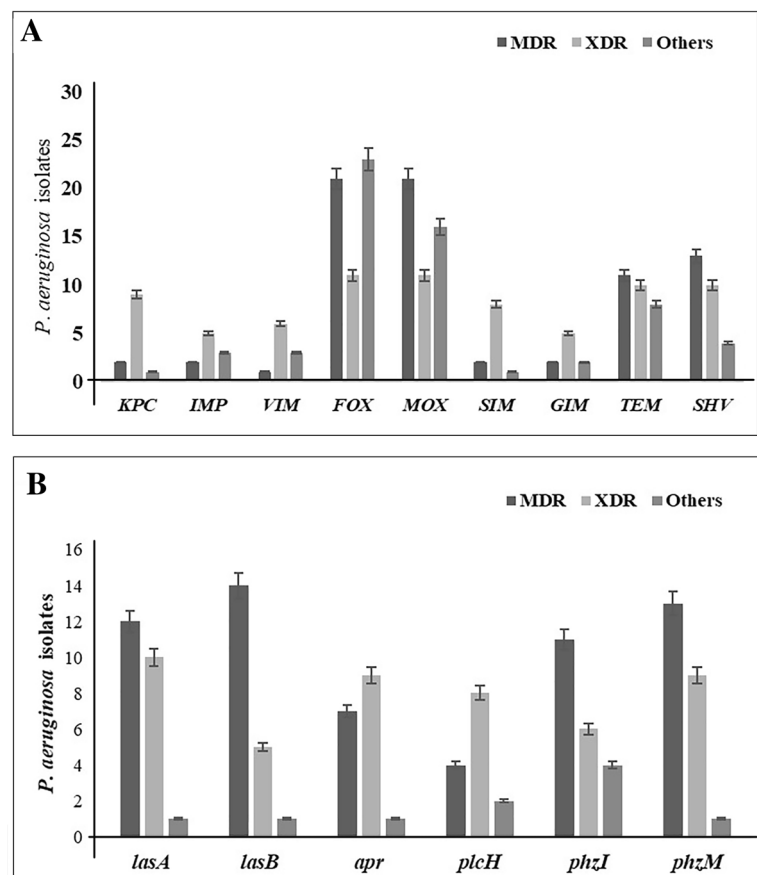 A
MDR XDR Others
30
25
20
15
10
5
0
P. aeruginosa isolates
KPC IMP VIM FOX MOX SIM GIM TEM SHV
B
MDR XDR Others
16
14
12
10
8
6
4
2
0
P. aeruginosa isolates
lasA lasB apr plcH phzI phzM